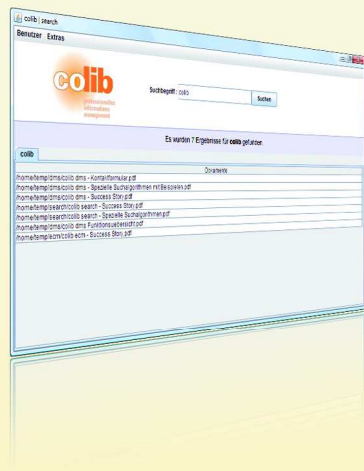 colib | search
Benutzer Extras
colib
professionelles
informations
management
Suchbegriff : colib
Suchen
Es wurden 7 Ergebnisse für colib gefunden.
colib
Dokumente
/home/temp/dms/colib dms - Kontaktformular.pdf
/home/temp/dms/colib dms - Spezielle Suchalgorithmen mit Beispielen.pdf
/home/temp/dms/colib dms - Success Story.pdf
/home/temp/search/colib search - Success Story.pdf
/home/temp/search/colib search - Spezielle Suchalgorithmen.pdf
/home/temp/dms/colib dms Funktionsuebersicht.pdf
/home/temp/ecm/colib ecm - Success Story.pdf